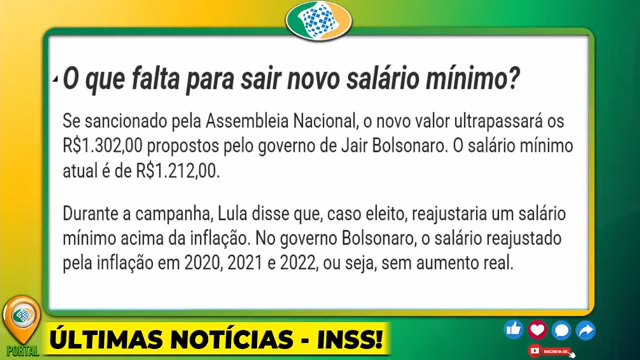 O que falta para sair novo salário mínimo?
Se sancionado pela Assembleia Nacional, o novo valor ultrapassará os
R$1.302,00 propostos pelo governo de Jair Bolsonaro. O salário mínimo
atual é de R$1.212,00.
Durante a campanha, Lula disse que, caso eleito, reajustaria um salário
mínimo acima da inflação. No governo Bolsonaro, o salário reajustado
pela inflação em 2020, 2021 e 2022, ou seja, sem aumento real.
PORTAL
ÚLTIMAS NOTÍCIAS - INSS!
INSCREVA-SE